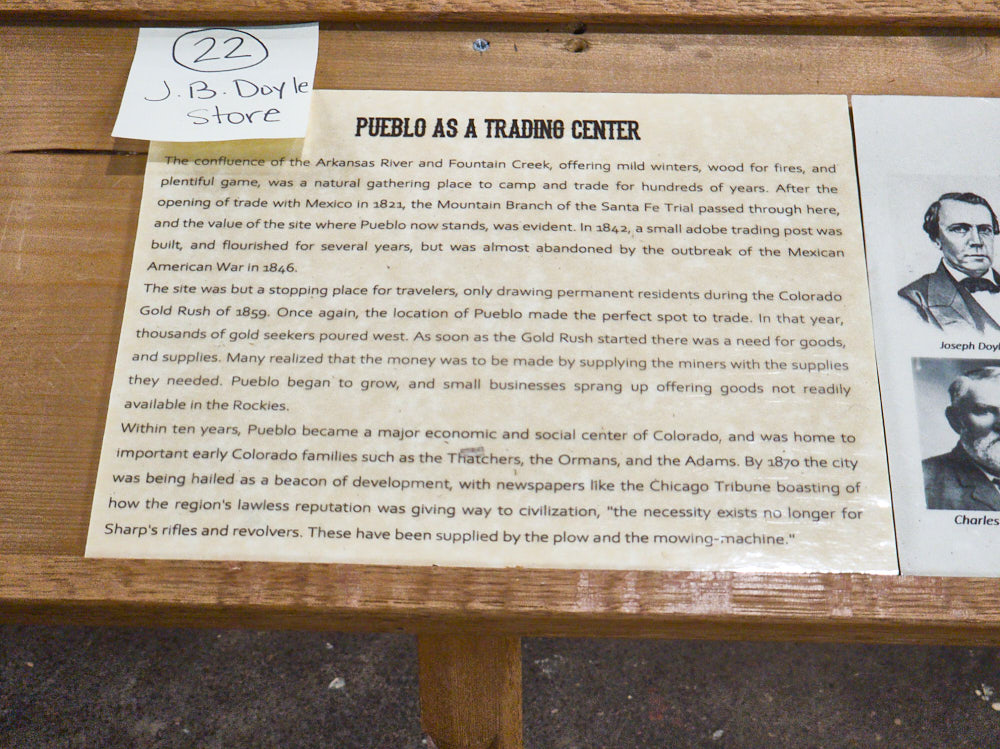 22
J.B. Doyle
Store
PUEBLO AS A TRADING CENTER
The confluence of the Arkansas River and Fountain Creek, offering mild winters, wood for fires, and
plentiful game, was a natural gathering place to camp and trade for hundreds of years. After the
opening of trade with Mexico in 1821, the Mountain Branch of the Santa Fe Trial passed through here,
and the value of the site where Pueblo now stands, was evident. In 1842, a small adobe trading post was
built, and flourished for several years, but was almost abandoned by the outbreak of the Mexican
American War in 1846.
The site was but a stopping place for travelers, only drawing permanent residents during the Colorado
Gold Rush of 1859. Once again, the location of Pueblo made the perfect spot to trade. In that year,
thousands of gold seekers poured west. As soon as the Gold Rush started there was a need for goods,
and supplies. Many realized that the money was to be made by supplying the miners with the supplies
they needed. Pueblo began to grow, and small businesses sprang up offering goods not readily
available in the Rockies.
Within ten years, Pueblo became a major economic and social center of Colorado, and was home to
important early Colorado families such as the Thatchers, the Ormans, and the Adams. By 1870 the city
was being hailed as a beacon of development, with newspapers like the Chicago Tribune boasting of
how the region's lawless reputation was giving way to civilization, "the necessity exists no longer for
Sharp's rifles and revolvers. These have been supplied by the plow and the mowing-machine."
Joseph Doyl
Charles